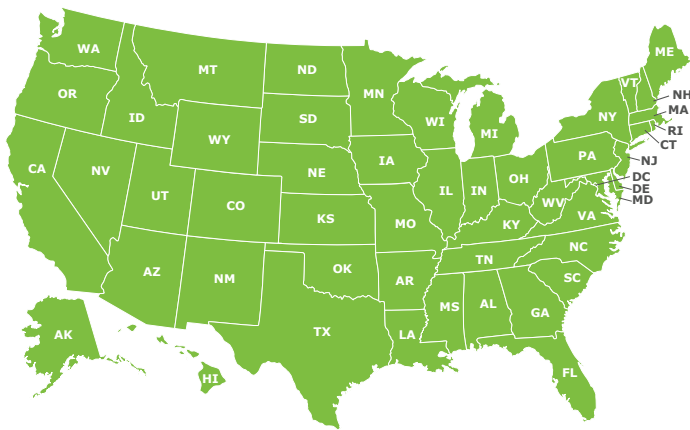 WA
MT
ND
MN
ME
VT
NH
OR
ID
SD
WI
MI
NY
MA
RI
CT
WY
IA
PA
NJ
CA
NV
UT
CO
NE
IL
IN
OH
DC
DE
MD
WV
VA
KS
MO
KY
AZ
NM
OK
AR
TN
NC
SC
MS
AL
GA
TX
LA
AK
HI
FL